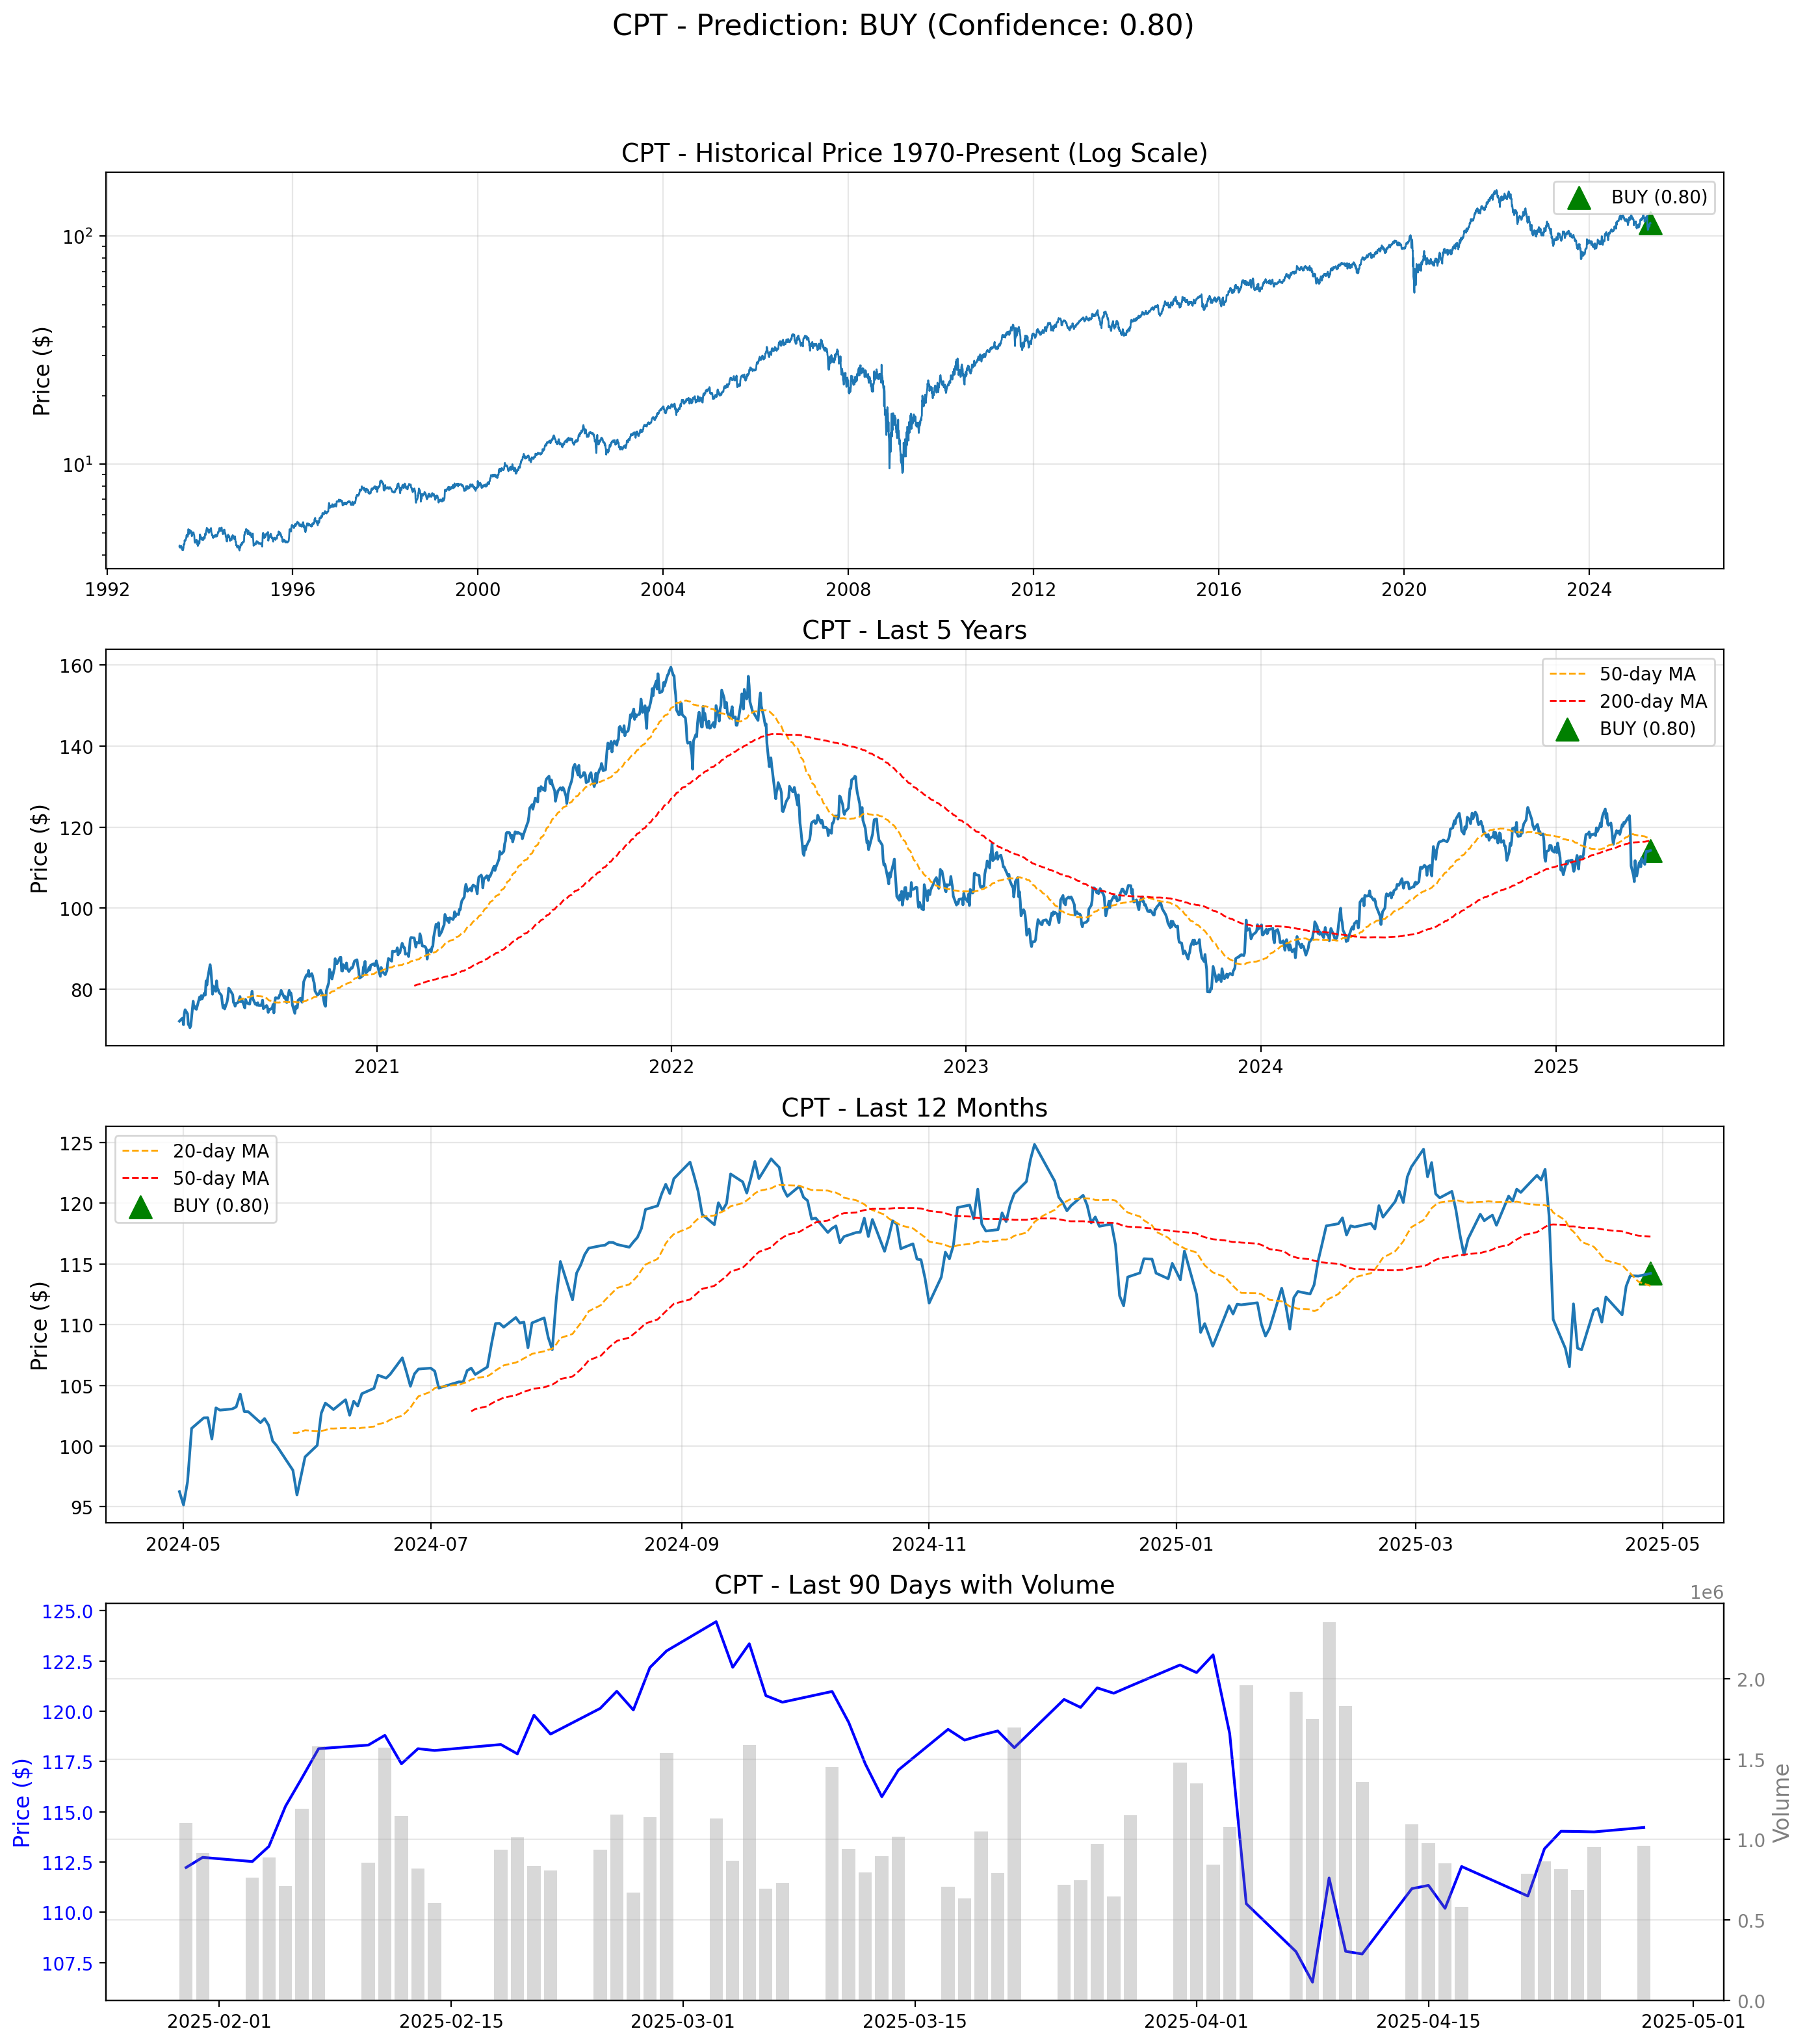 CPT - Prediction: BUY (Confidence: 0.80)
CPT - Historical Price 1970-Present (Log Scale)
BUY (0.80)
Price ($)
10²
10¹
1992 1996 2000 2004 2008 2012 2016 2020 2024
CPT - Last 5 Years
50-day MA
200-day MA
BUY (0.80)
Price ($)
160
140
120
100
80
2021 2022 2023 2024 2025
CPT - Last 12 Months
20-day MA
50-day MA
BUY (0.80)
Price ($)
125
120
115
110
105
100
95
2024-05 2024-07 2024-09 2024-11 2025-01 2025-03 2025-05
CPT - Last 90 Days with Volume
1e6
Price ($)
125.0
122.5
120.0
117.5
115.0
112.5
110.0
107.5
2.0
1.5
1.0
0.5
0.0
Volume
2025-02-01 2025-02-15 2025-03-01 2025-03-15 2025-04-01 2025-04-15 2025-05-01